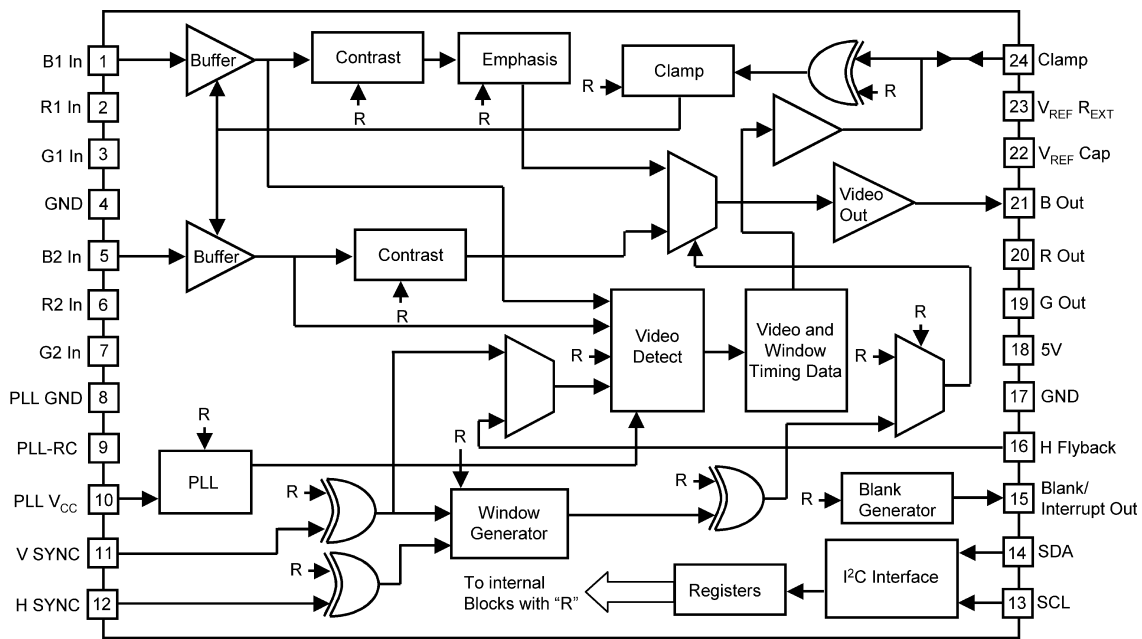 B1 In 1
R1 In 2
G1 In 3
GND 4
B2 In 5
R2 In 6
G2 In 7
PLL GND 8
PLL-RC 9
PLL VCC 10
V SYNC 11
H SYNC 12
Buffer
Contrast
R
Emphasis
R
R
Clamp
R
Buffer
Contrast
R
Video
Out
R
Video
Detect
Video and
Window
Timing Data
R
R
R
PLL
R
R
R
Window
Generator
R
R
Blank
Generator
To internal
Blocks with “R”
Registers
I2C Interface
24 Clamp
23 VREF REXT
22 VREF Cap
21 B Out
20 R Out
19 G Out
18 5V
17 GND
16 H Flyback
15 Blank/
Interrupt Out
14 SDA
13 SCL